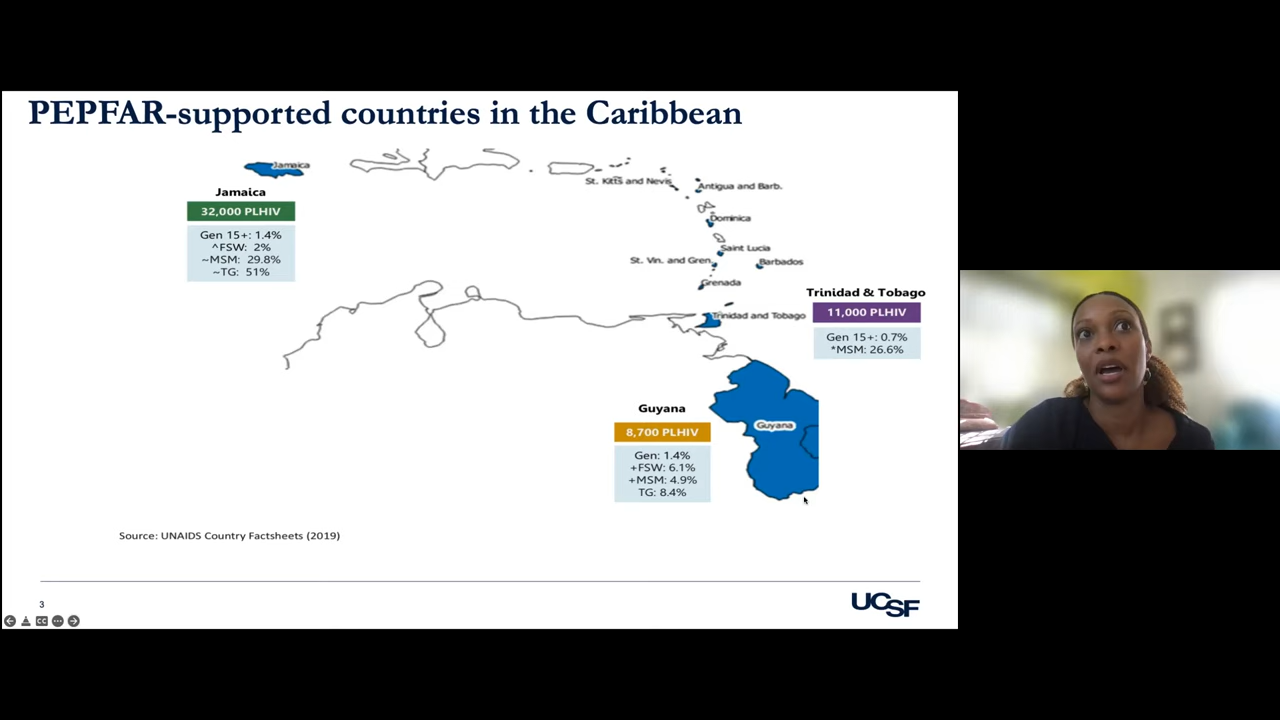 PEPFAR-supported countries in the Caribbean
Jamaica
Jamaica
32,000 PLHIV
Gen 15+: 1.4%
^FSW: 2%
~MSM: 29.8%
~TG: 51%
St. Kitts and Nevis
Antigua and Barb.
Dominica
Saint Lucia
St. Vin. and Gren.
Barbados
Grenada
Trinidad and Tobago
Trinidad & Tobago
11,000 PLHIV
Gen 15+: 0.7%
*MSM: 26.6%
Guyana
8,700 PLHIV
Gen: 1.4%
+FSW: 6.1%
+MSM: 4.9%
TG: 8.4%
Guyana
Source: UNAIDS Country Factsheets (2019)
3
UCSF
CC